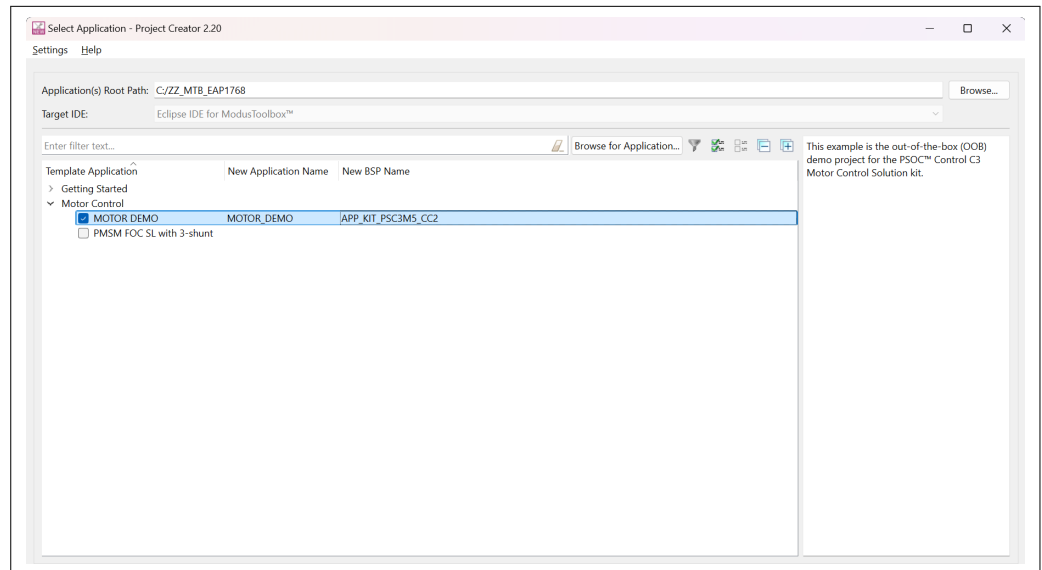 Select Application - Project Creator 2.20
Settings Help
Application(s) Root Path: C:/ZZ_MTB_EAP1768 Browse...
Target IDE: Eclipse IDE for ModusToolbox™
Enter filter text... Browse for Application...
Template Application New Application Name New BSP Name
Getting Started
Motor Control
MOTOR DEMO MOTOR_DEMO APP_KIT_PSC3M5_CC2
PMSM FOC SL with 3-shunt
This example is the out-of-the-box (OOB)
demo project for the PSOC™ Control C3
Motor Control Solution kit.